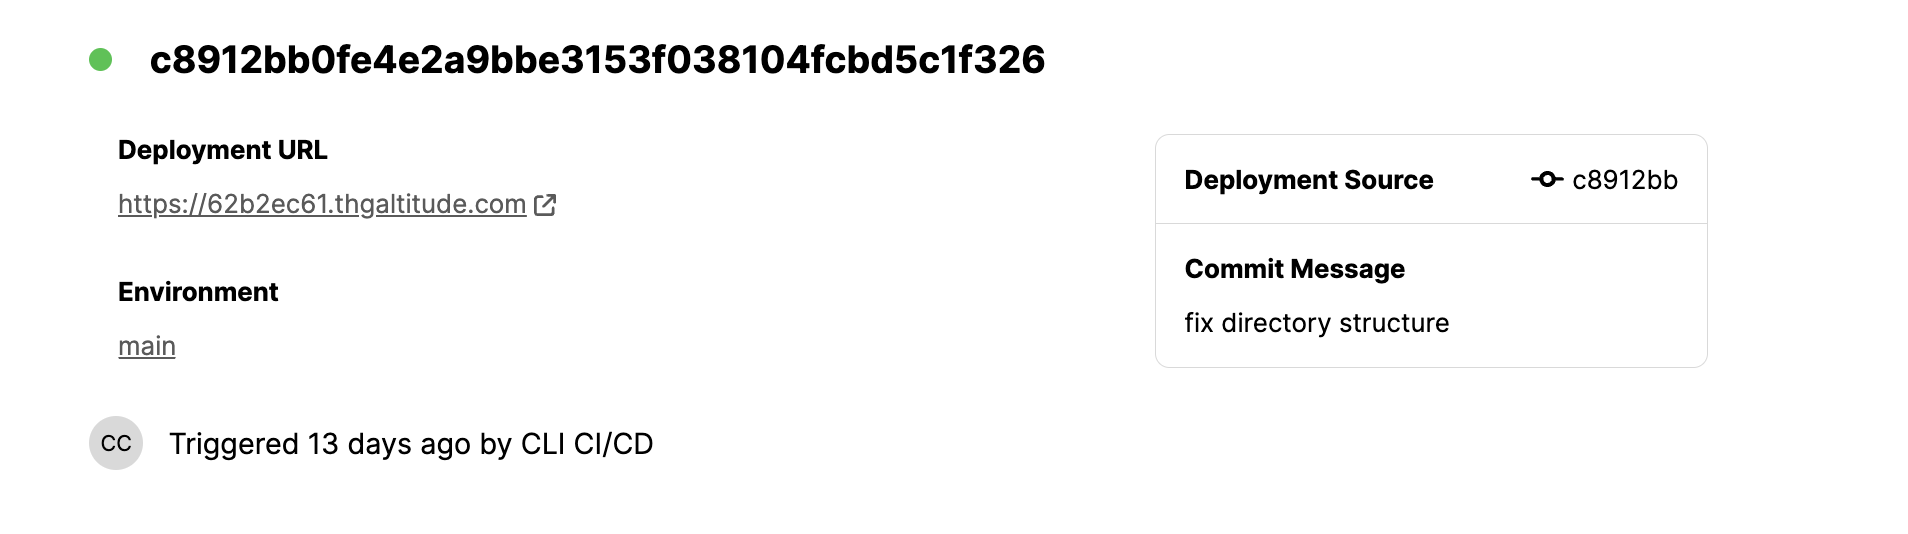 c8912bb0fe4e2a9bbe3153f038104fcbd5c1f326
Deployment URL
https://62b2ec61.thgaltitude.com
Environment
main
CC
Triggered 13 days ago by CLI CI/CD
Deployment Source
c8912bb
Commit Message
fix directory structure